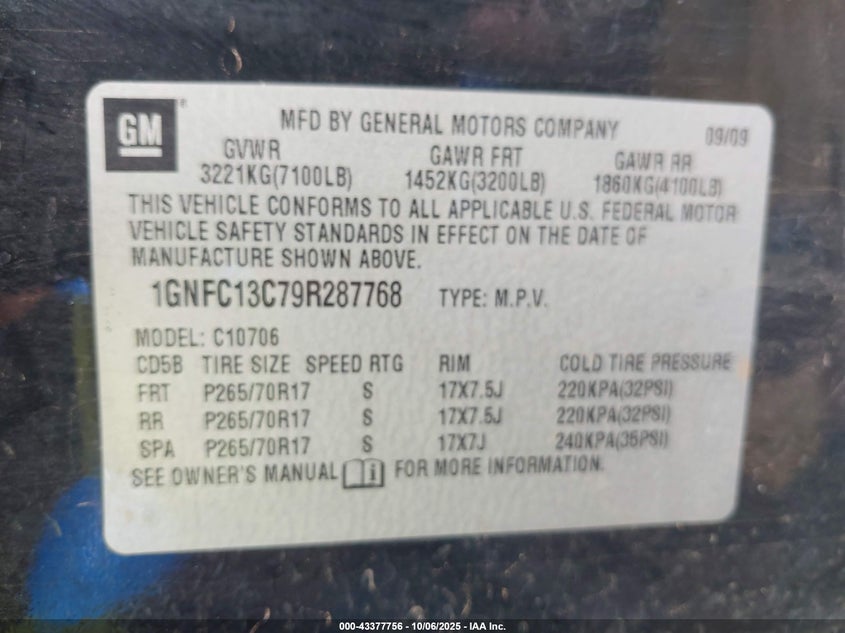 GM®
MFD BY GENERAL MOTORS COMPANY 09/09
GVWR GAWR FRT GAWR RR
3221KG(7100LB) 1452KG(3200LB) 1860KG(4100LB)
THIS VEHICLE CONFORMS TO ALL APPLICABLE U.S. FEDERAL MOTOR
VEHICLE SAFETY STANDARDS IN EFFECT ON THE DATE OF
MANUFACTURE SHOWN ABOVE.
1GNFC13C79R287768 TYPE: M.P.V.
MODEL: C10706
CD5B TIRE SIZE SPEED RTG RIM COLD TIRE PRESSURE
FRT P265/70R17 S 17X7.5J 220KPA(32PSI)
RR P265/70R17 S 17X7.5J 220KPA(32PSI)
SPA P265/70R17 S 17X7J 240KPA(35PSI)
SEE OWNER'S MANUAL i FOR MORE INFORMATION.
000-43377756 - 10/06/2025 - IAA Inc.